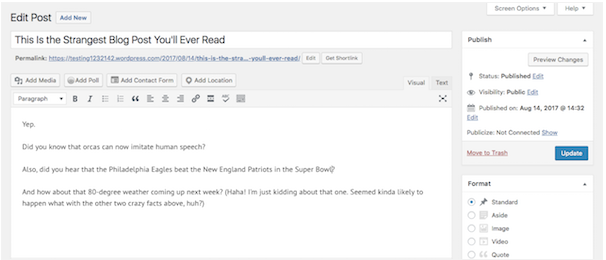 Screen Options ▼ Help ▼
Edit Post Add New
This Is the Strangest Blog Post You'll Ever Read
Permalink: https://testing1232142.wordpress.com/2017/08/14/this-is-the-stra...-youll-ever-read/ Edit Get Shortlink
Add Media Add Poll Add Contact Form Add Location
Visual Text
Paragraph ▼ B I “ ABC
Yep.
Did you know that orcas can now imitate human speech?
Also, did you hear that the Philadelphia Eagles beat the New England Patriots in the Super Bowl?
And how about that 80-degree weather coming up next week? (Haha! I'm just kidding about that one. Seemed kinda likely to
happen what with the other two crazy facts above, huh?)
Publish
Preview Changes
Status: Published Edit
Visibility: Public Edit
Published on: Aug 14, 2017 @ 14:32
Edit
Publicize: Not Connected Show
Move to Trash Update
Format
Standard
Aside
Image
Video
Quote